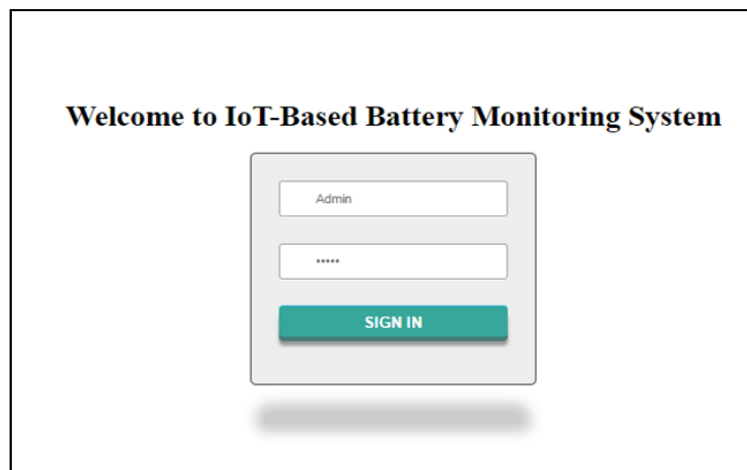 Welcome to IoT-Based Battery Monitoring System
Admin
•••••
SIGN IN